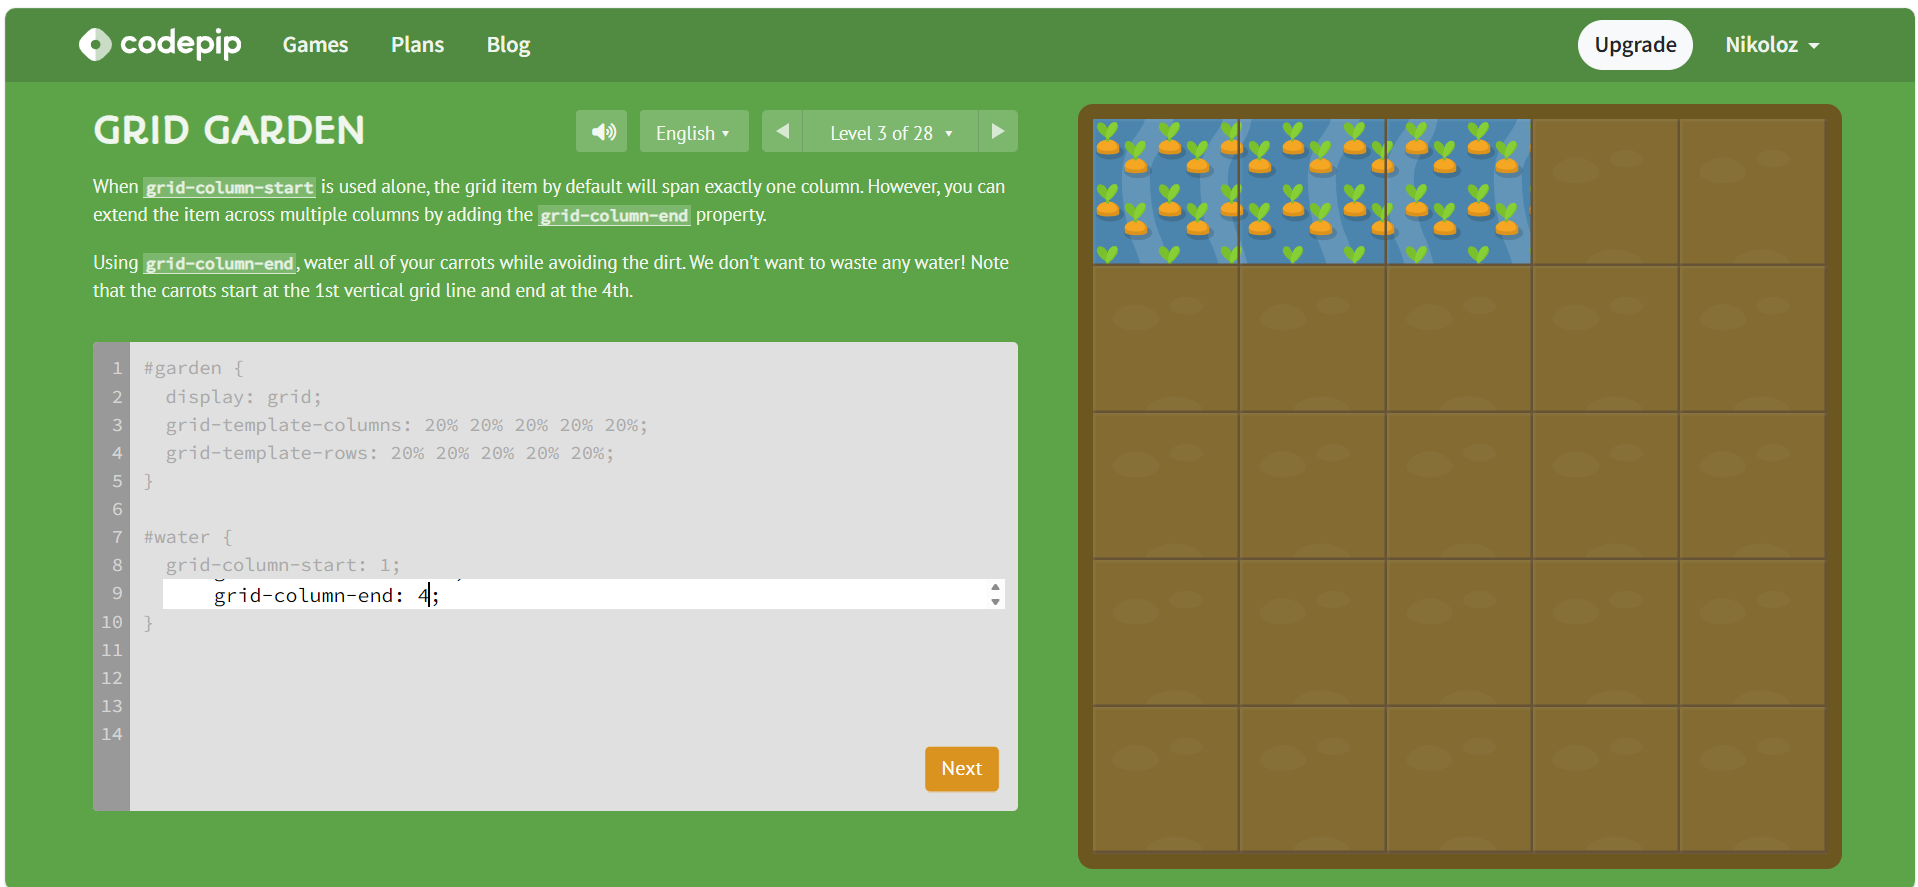 codepip Games Plans Blog Upgrade Nikoloz
GRID GARDEN English Level 3 of 28
When grid-column-start is used alone, the grid item by default will span exactly one column. However, you can
extend the item across multiple columns by adding the grid-column-end property.
Using grid-column-end, water all of your carrots while avoiding the dirt. We don't want to waste any water! Note
that the carrots start at the 1st vertical grid line and end at the 4th.
1 #garden {
2 display: grid;
3 grid-template-columns: 20% 20% 20% 20% 20%;
4 grid-template-rows: 20% 20% 20% 20% 20%;
5 }
6
7 #water {
8 grid-column-start: 1;
9 grid-column-end: 4;
10 }
11
12
13
14
Next